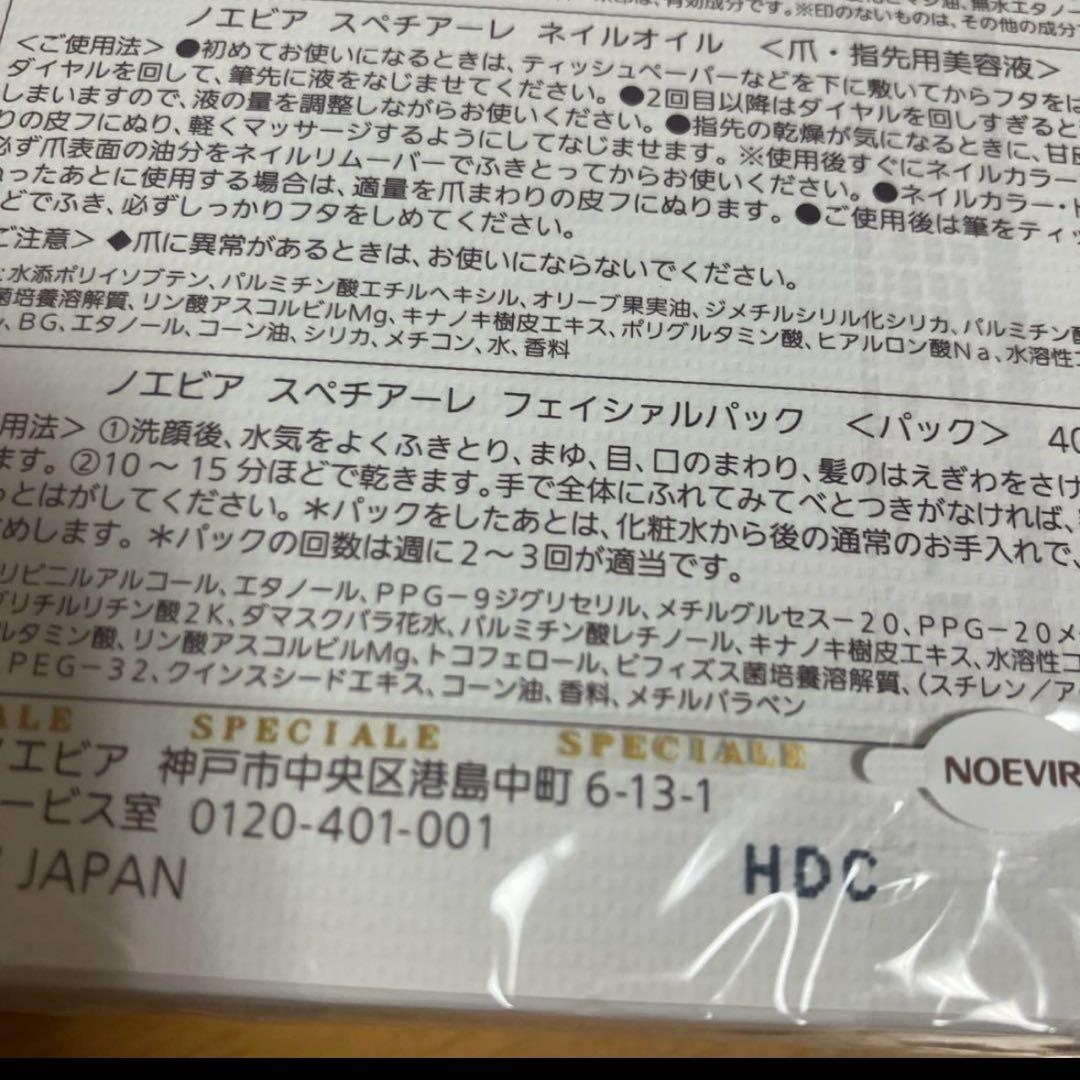 は、有効成分です。※印のないものは、その他の成分
ノエビア スペチアーレ ネイルオイル <爪・指先用美容液>
<ご使用法> ●初めてお使いになるときは、ティッシュペーパーなどを下に敷いてからフタをは
ダイヤルを回して、筆先に液をなじませてください。●2回目以降はダイヤルを回しすぎると
しまいますので、液の量を調整しながらお使いください。●指先の乾燥が気になるときに、甘皮
りの皮フにぬり、軽くマッサージするようにしてなじませます。※使用後すぐにネイルカラー
必ず爪表面の油分をネイルリムーバーでふきとってからお使いください。●ネイルカラー・
ぬったあとに使用する場合は、適量を爪まわりの皮フにぬります。●ご使用後は筆をティッ
どでふき、必ずしっかりフタをしめてください。
ご注意> ◆爪に異常があるときは、お使いにならないでください。
:水添ポリイソブテン、パルミチン酸エチルヘキシル、オリーブ果実油、ジメチルシリル化シリカ、パルミチン酸
菌培養溶解質、リン酸アスコルビルMg、キナノキ樹皮エキス、ポリグルタミン酸、ヒアルロン酸Na、水溶性コ
、BG、エタノール、コーン油、シリカ、メチコン、水、香料
ノエビア スペチアーレ フェイシァルパック <パック> 40
用法> ①洗顔後、水気をよくふきとり、まゆ、目、口のまわり、髪のはえぎわをさけ
ます。②10～15分ほどで乾きます。手で全体にふれてみてべとつきがなければ、
っとはがしてください。＊パックをしたあとは、化粧水から後の通常のお手入れで、
めします。＊パックの回数は週に2～3回が適当です。
リビニルアルコール、エタノール、PPG－9ジグリセリル、メチルグルセス－20、PPG－20メ
グリチルリチン酸2K、ダマスクバラ花水、パルミチン酸レチノール、キナノキ樹皮エキス、水溶性コ
ルタミン酸、リン酸アスコルビルMg、トコフェロール、ビフィズス菌培養溶解質、(スチレン／ア
PEG－32、クインスシードエキス、コーン油、香料、メチルパラベン
ALE SPECIALE SPECIALE
ノエビア 神戸市中央区港島中町 6-13-1
NOEVIR
ービス室 0120-401-001
JAPAN
HDC